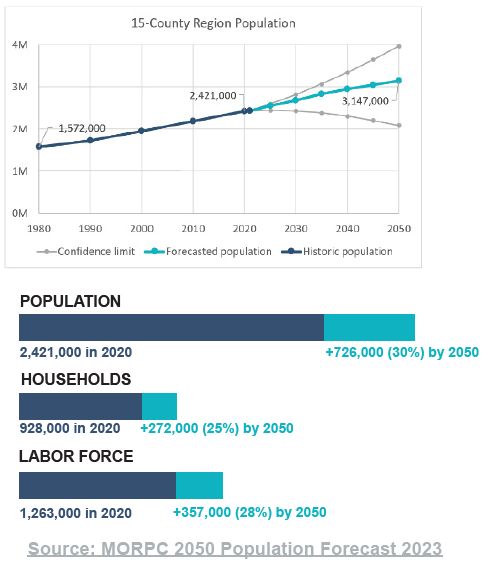 15-County Region Population
4M
3M
2M
1M
0M
1,572,000
2,421,000
3,147,000
1980 1990 2000 2010 2020 2030 2040 2050
Confidence limit Forecasted population Historic population
POPULATION
2,421,000 in 2020 +726,000 (30%) by 2050
HOUSEHOLDS
928,000 in 2020 +272,000 (25%) by 2050
LABOR FORCE
1,263,000 in 2020 +357,000 (28%) by 2050
Source: MORPC 2050 Population Forecast 2023